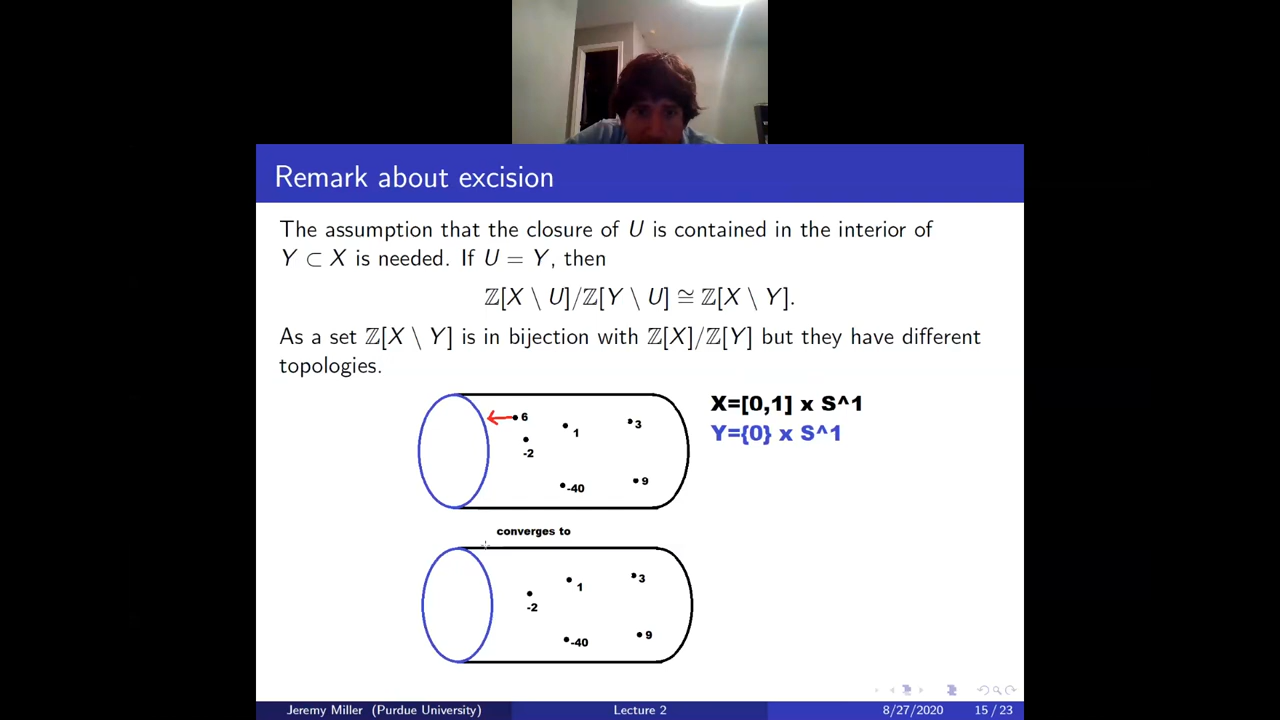 Remark about excision
The assumption that the closure of U is contained in the interior of
Y ⊂ X is needed. If U = Y, then
ℤ[X \ U]/ℤ[Y \ U] ≅ ℤ[X \ Y].
As a set ℤ[X \ Y] is in bijection with ℤ[X]/ℤ[Y] but they have different
topologies.
X=[0,1] x S^1
Y={0} x S^1
6
1
3
-2
-40
9
converges to
1
3
-2
-40
9
Jeremy Miller (Purdue University)
Lecture 2
8/27/2020
15 / 23